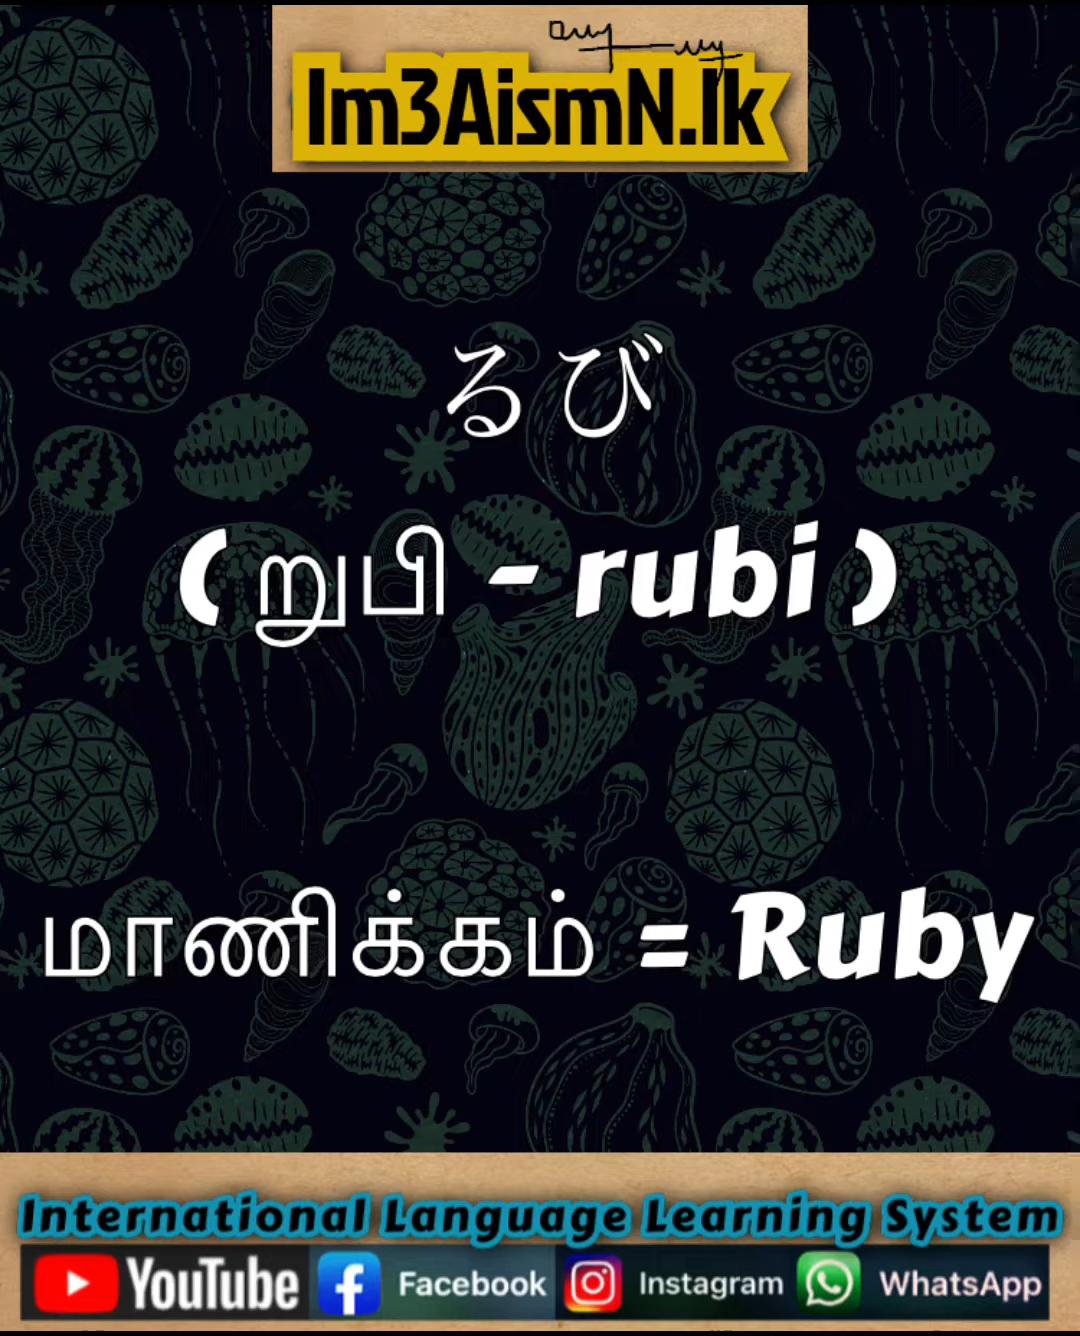 Im3AismN.lk
るび
( றுபி - rubi )
மாணிக்கம் = Ruby
International Language Learning System
YouTube Facebook Instagram WhatsApp